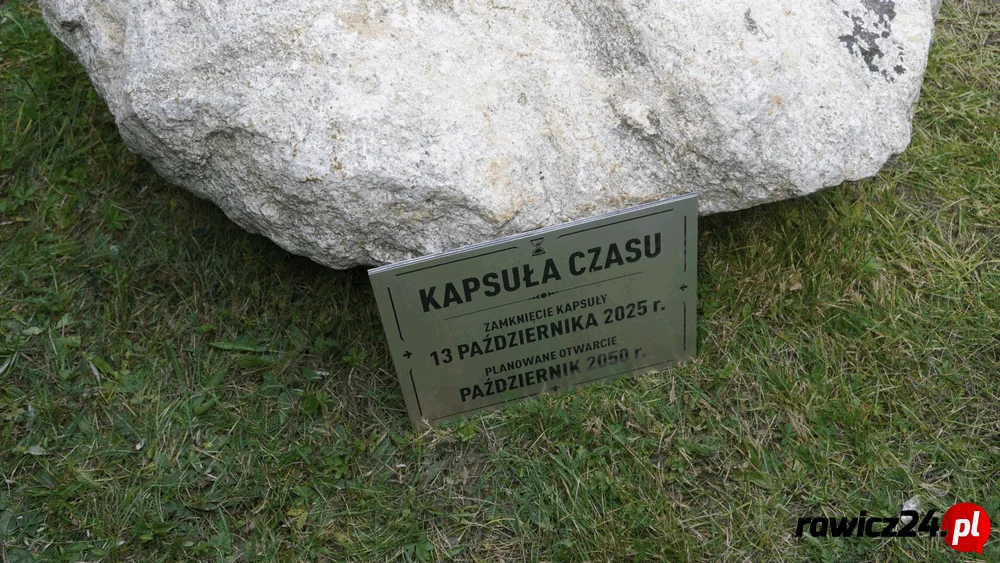 KAPSUŁA CZASU
ZAMKNIĘCIE KAPSUŁY
13 PAŹDZIERNIKA 2025 r.
PLANOWANE OTWARCIE
PAŹDZIERNIK 2050 r.
rawicz24.pl